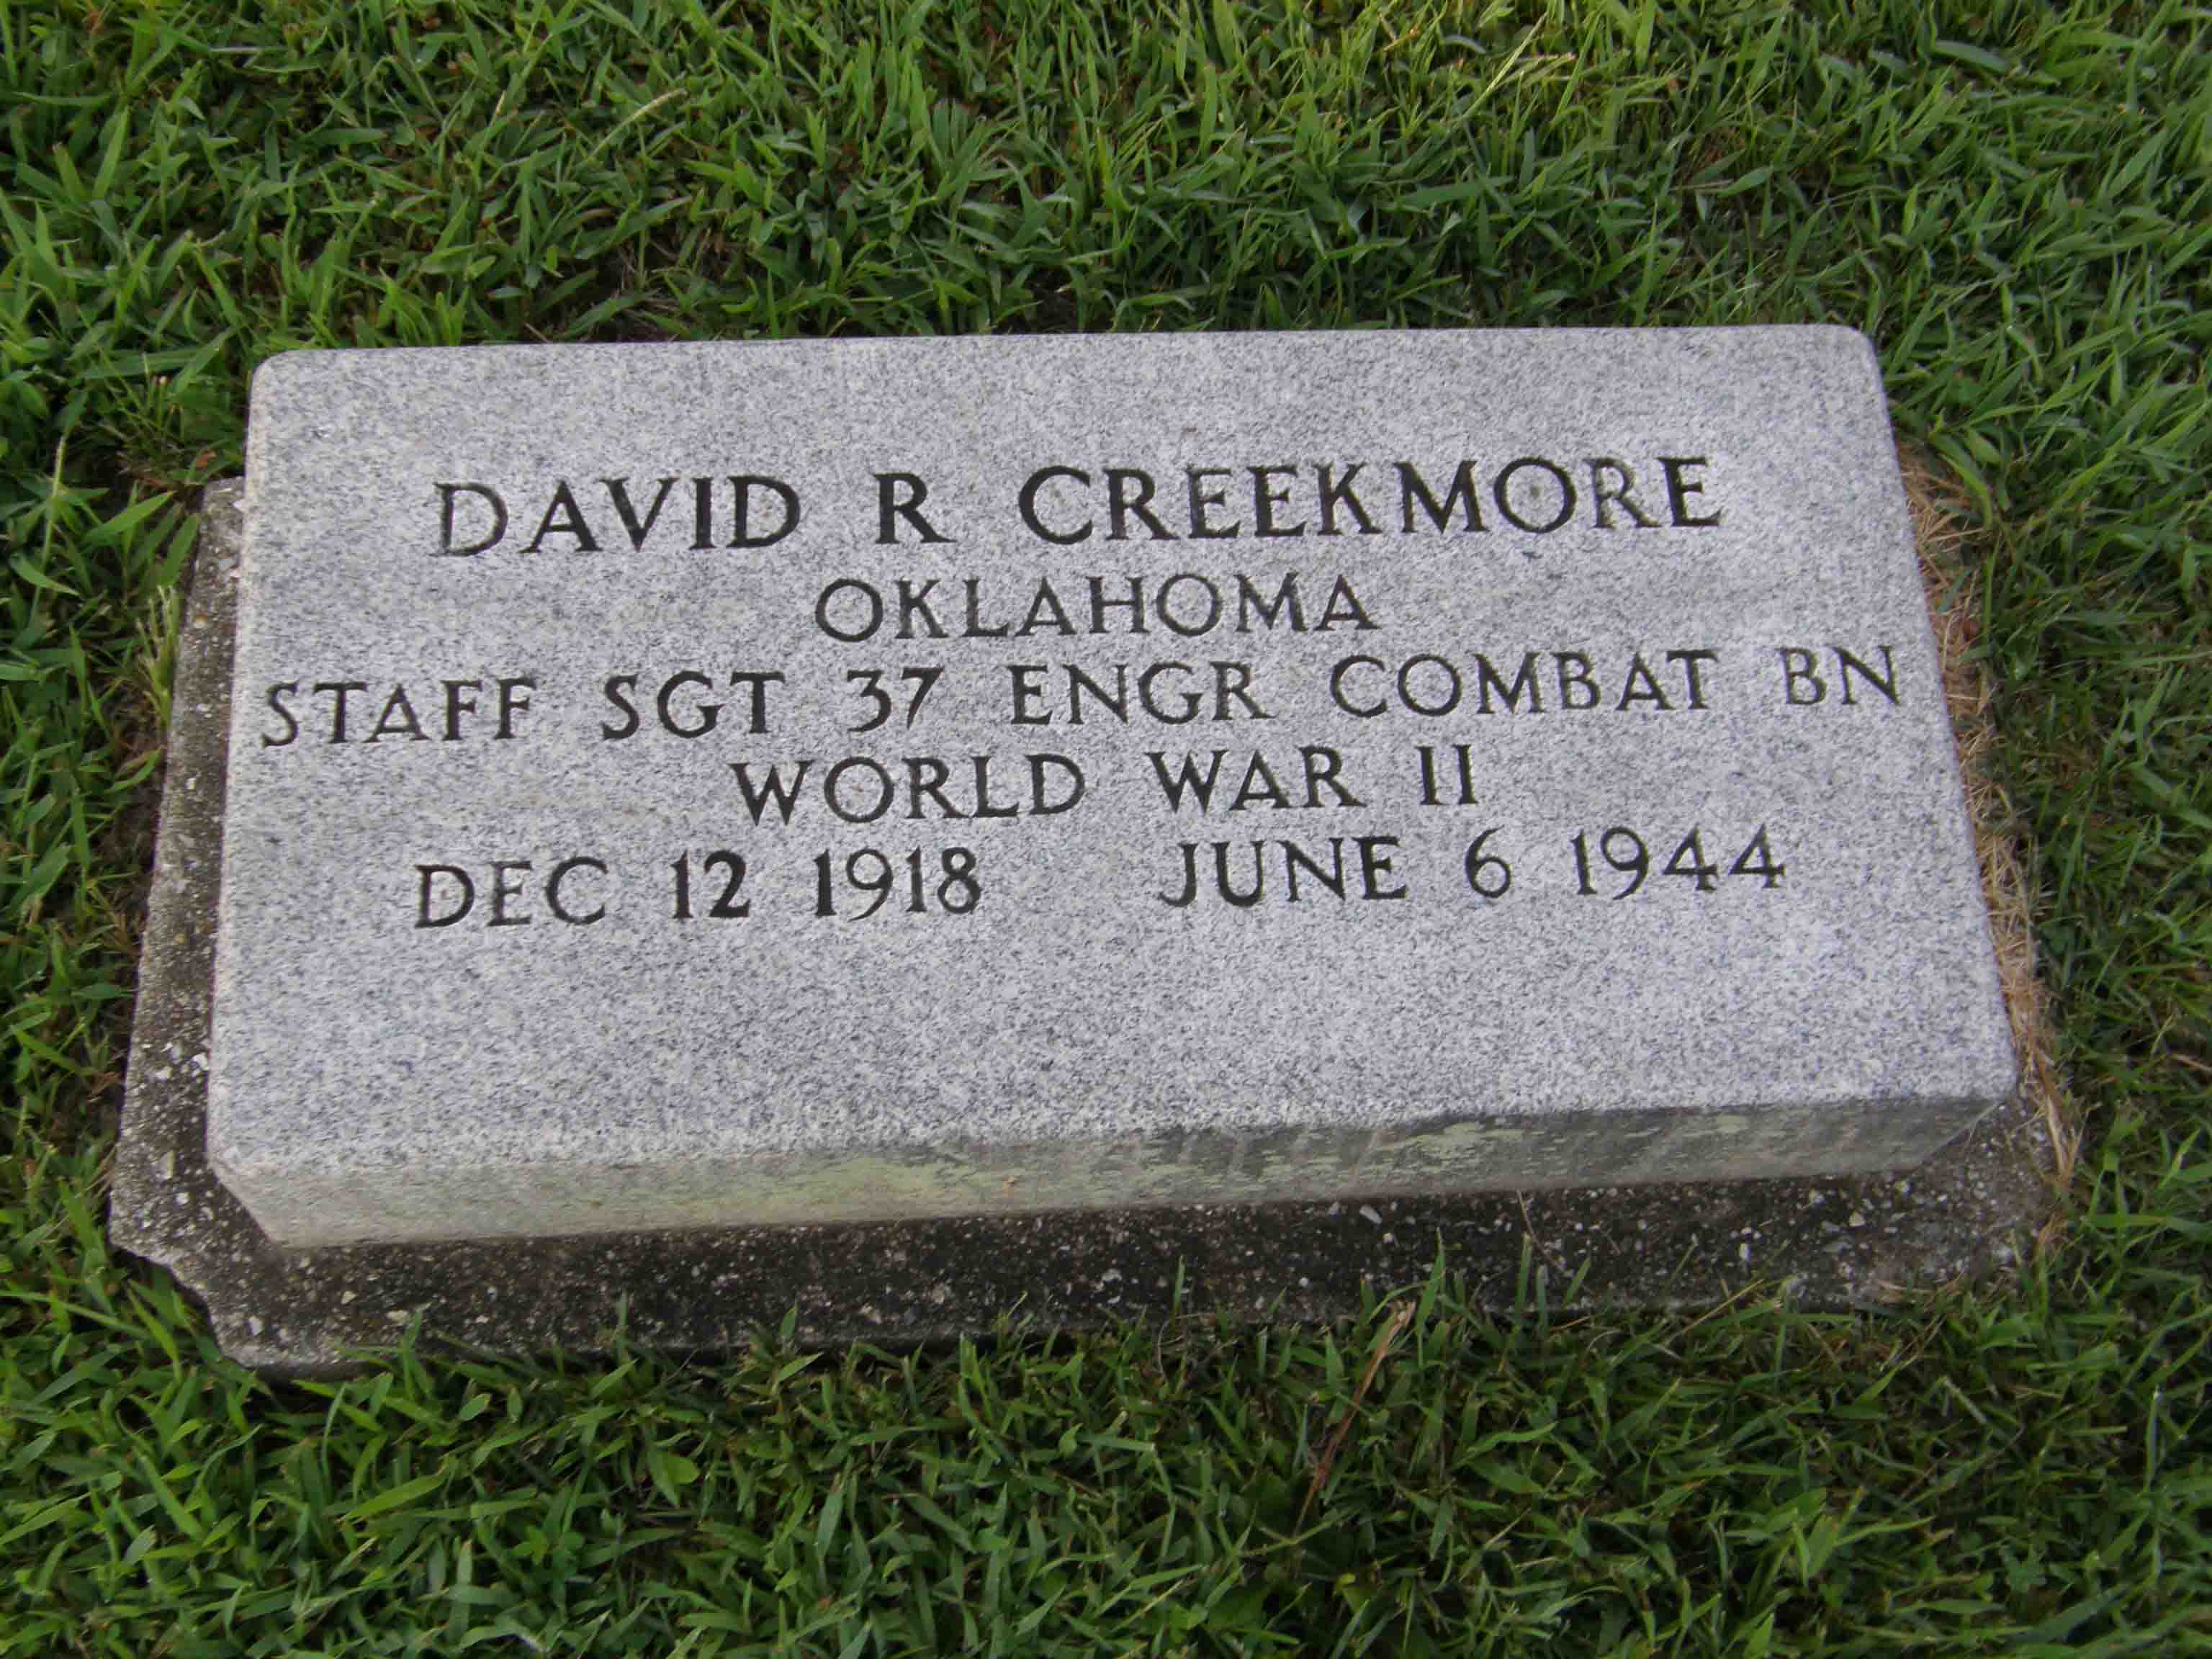 DAVID R CREEKMORE
OKLAHOMA
STAFF SGT 37 ENGR COMBAT BN
WORLD WAR II
DEC 12 1918 JUNE 6 1944